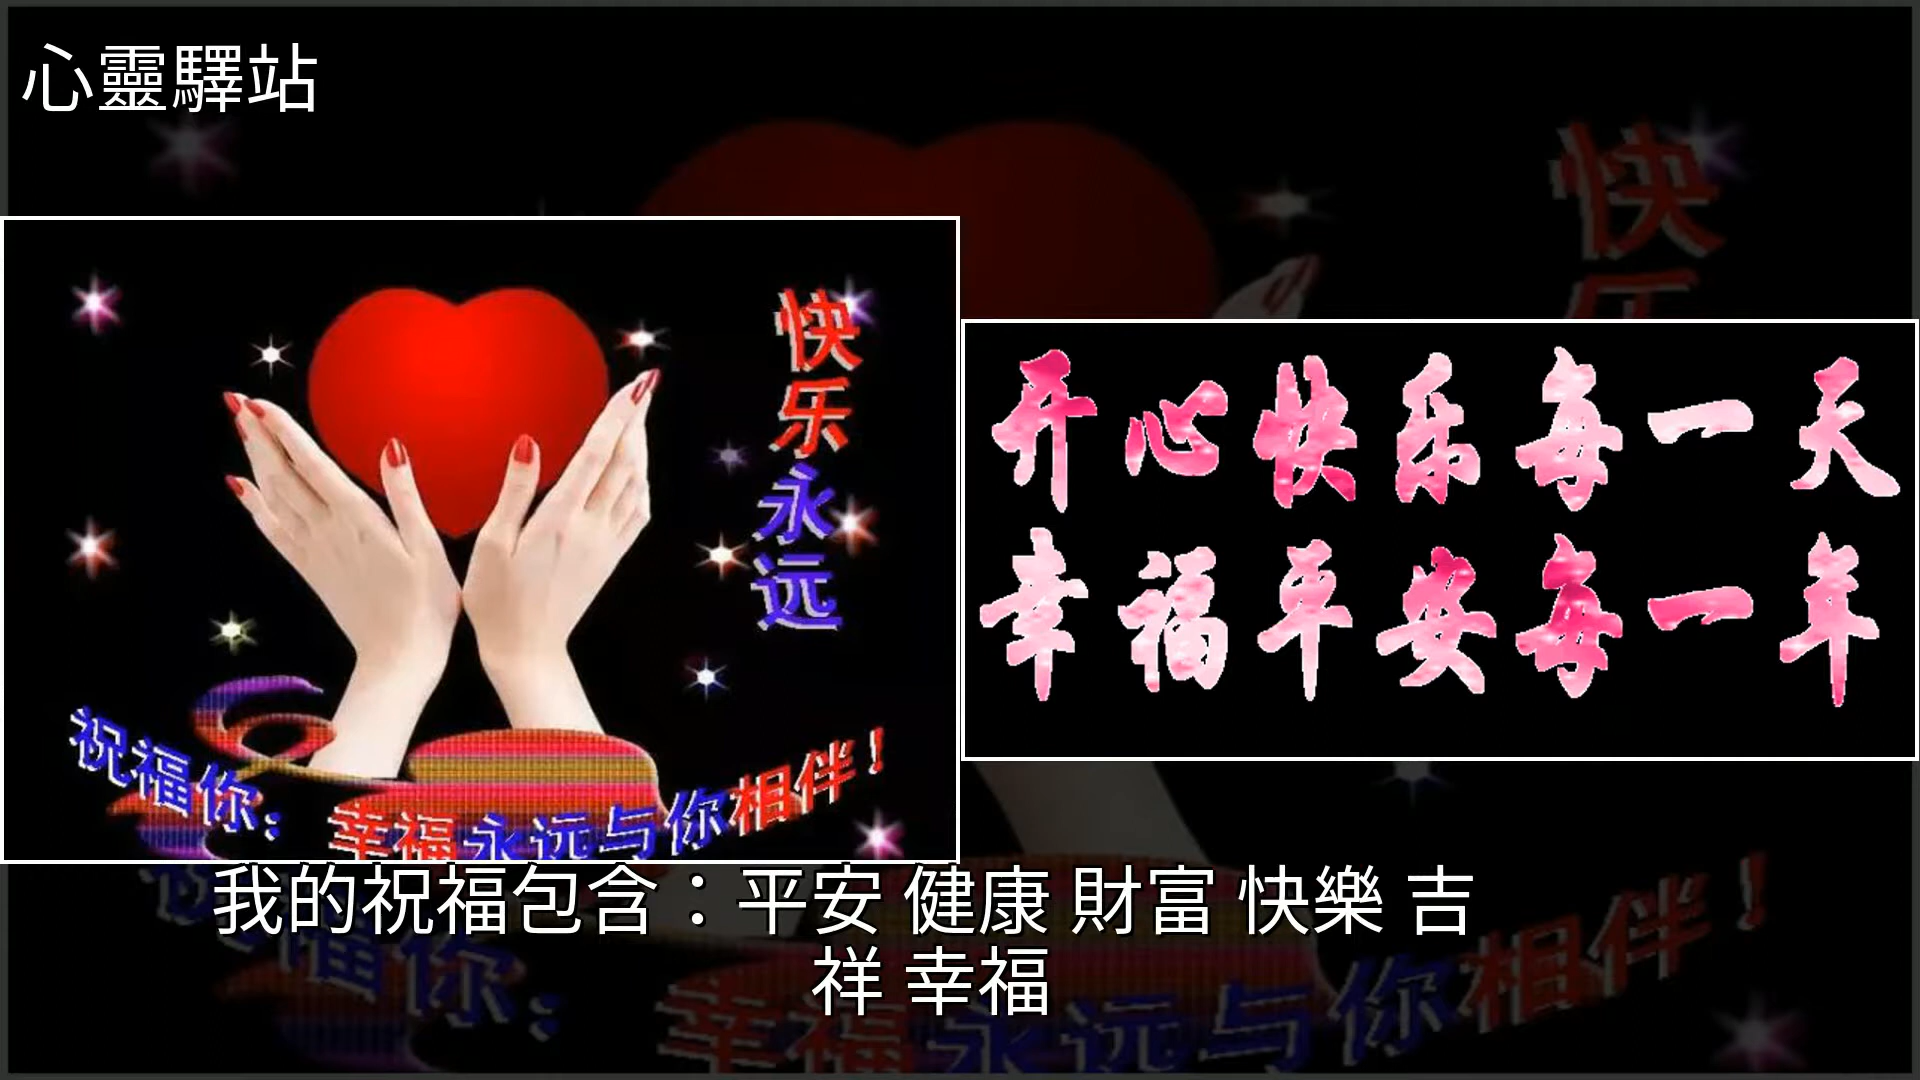 心靈驛站
快乐永远
祝福你：幸福永远与你相伴！
开心快乐每一天
幸福平安每一年
我的祝福包含：平安 健康 財富 快樂 吉
祥 幸福